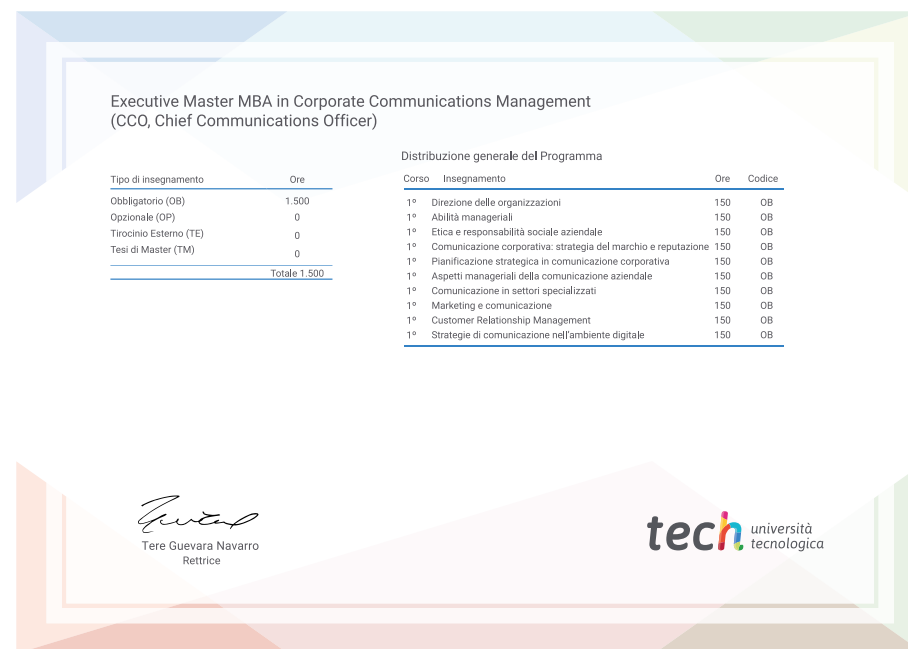 Executive Master MBA in Corporate Communications Management
(CCO, Chief Communications Officer)
Tipo di insegnamento Ore
Obbligatorio (OB) 1.500
Opzionale (OP) 0
Tirocinio Esterno (TE) 0
Tesi di Master (TM) 0
Totale 1.500
Distribuzione generale del Programma
Corso Insegnamento Ore Codice
1º Direzione delle organizzazioni 150 OB
1º Abilità manageriali 150 OB
1º Etica e responsabilità sociale aziendale 150 OB
1º Comunicazione corporativa: strategia del marchio e reputazione 150 OB
1º Pianificazione strategica in comunicazione corporativa 150 OB
1º Aspetti manageriali della comunicazione aziendale 150 OB
1º Comunicazione in settori specializzati 150 OB
1º Marketing e comunicazione 150 OB
1º Customer Relationship Management 150 OB
1º Strategie di comunicazione nell'ambiente digitale 150 OB
Tere Guevara Navarro
Rettrice
tech università
tecnologica